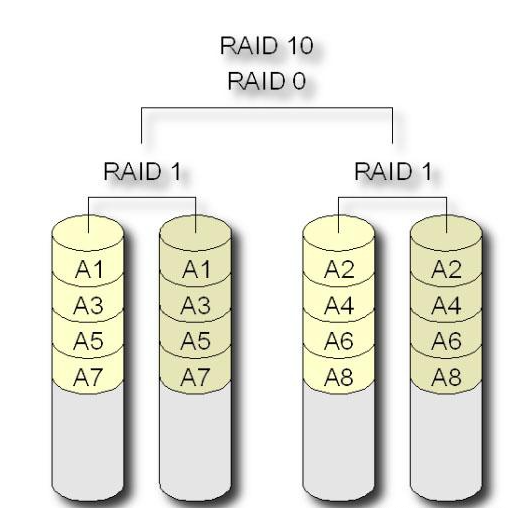 RAID 10
RAID 0
RAID 1 RAID 1
A1 A1 A2 A2
A3 A3 A4 A4
A5 A5 A6 A6
A7 A7 A8 A8